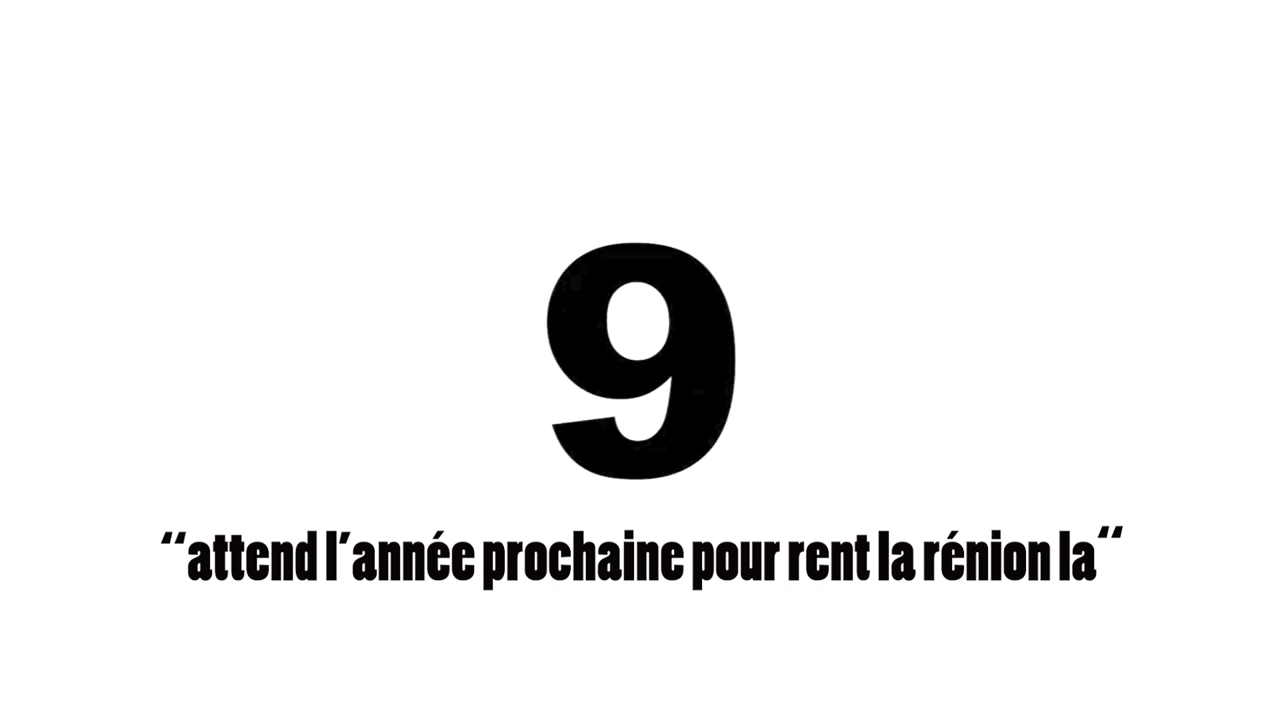 9
“attend l’année prochaine pour rent la rénion la“